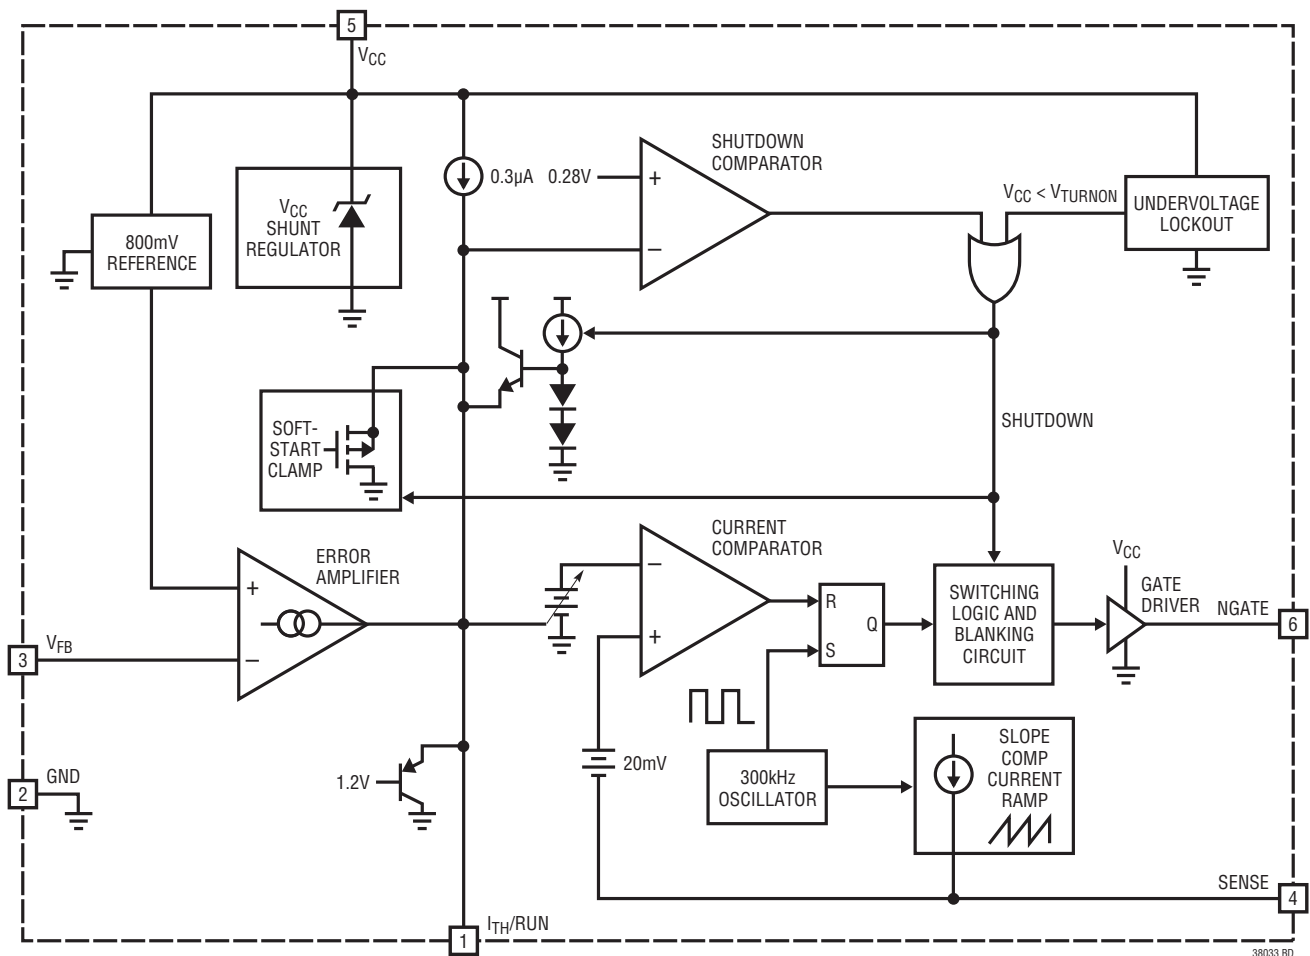 5
VCC
SHUTDOWN
COMPARATOR
0.3µA
0.28V
+
−
VCC < VTURNON
UNDERVOLTAGE
LOCKOUT
VCC
SHUNT
REGULATOR
800mV
REFERENCE
SHUTDOWN
SOFT-
START
CLAMP
CURRENT
COMPARATOR
ERROR
AMPLIFIER
+
−
−
+
R
S
Q
SWITCHING
LOGIC AND
BLANKING
CIRCUIT
VCC
GATE
DRIVER
NGATE
6
3
VFB
2
GND
1.2V
20mV
300kHz
OSCILLATOR
SLOPE
COMP
CURRENT
RAMP
SENSE
4
1
ITH/RUN
38033 BD